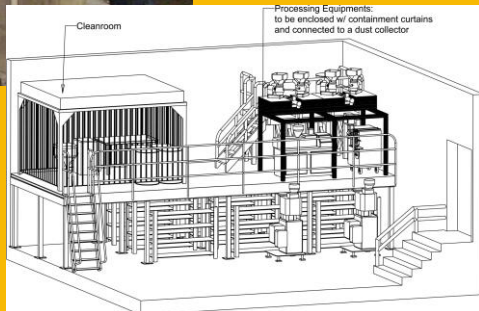 Cleanroom
Processing Equipments:
to be enclosed w/ containment curtains
and connected to a dust collector